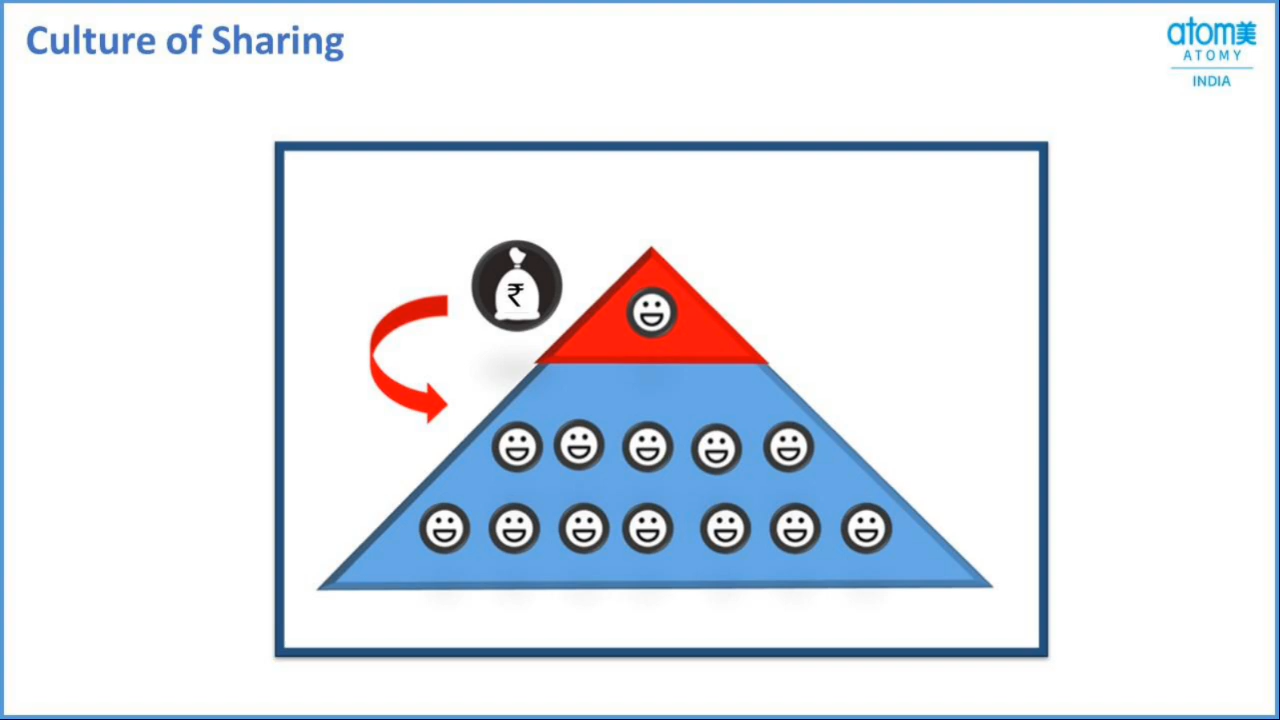 Culture of Sharing
atom美
ATOMY
INDIA
₹